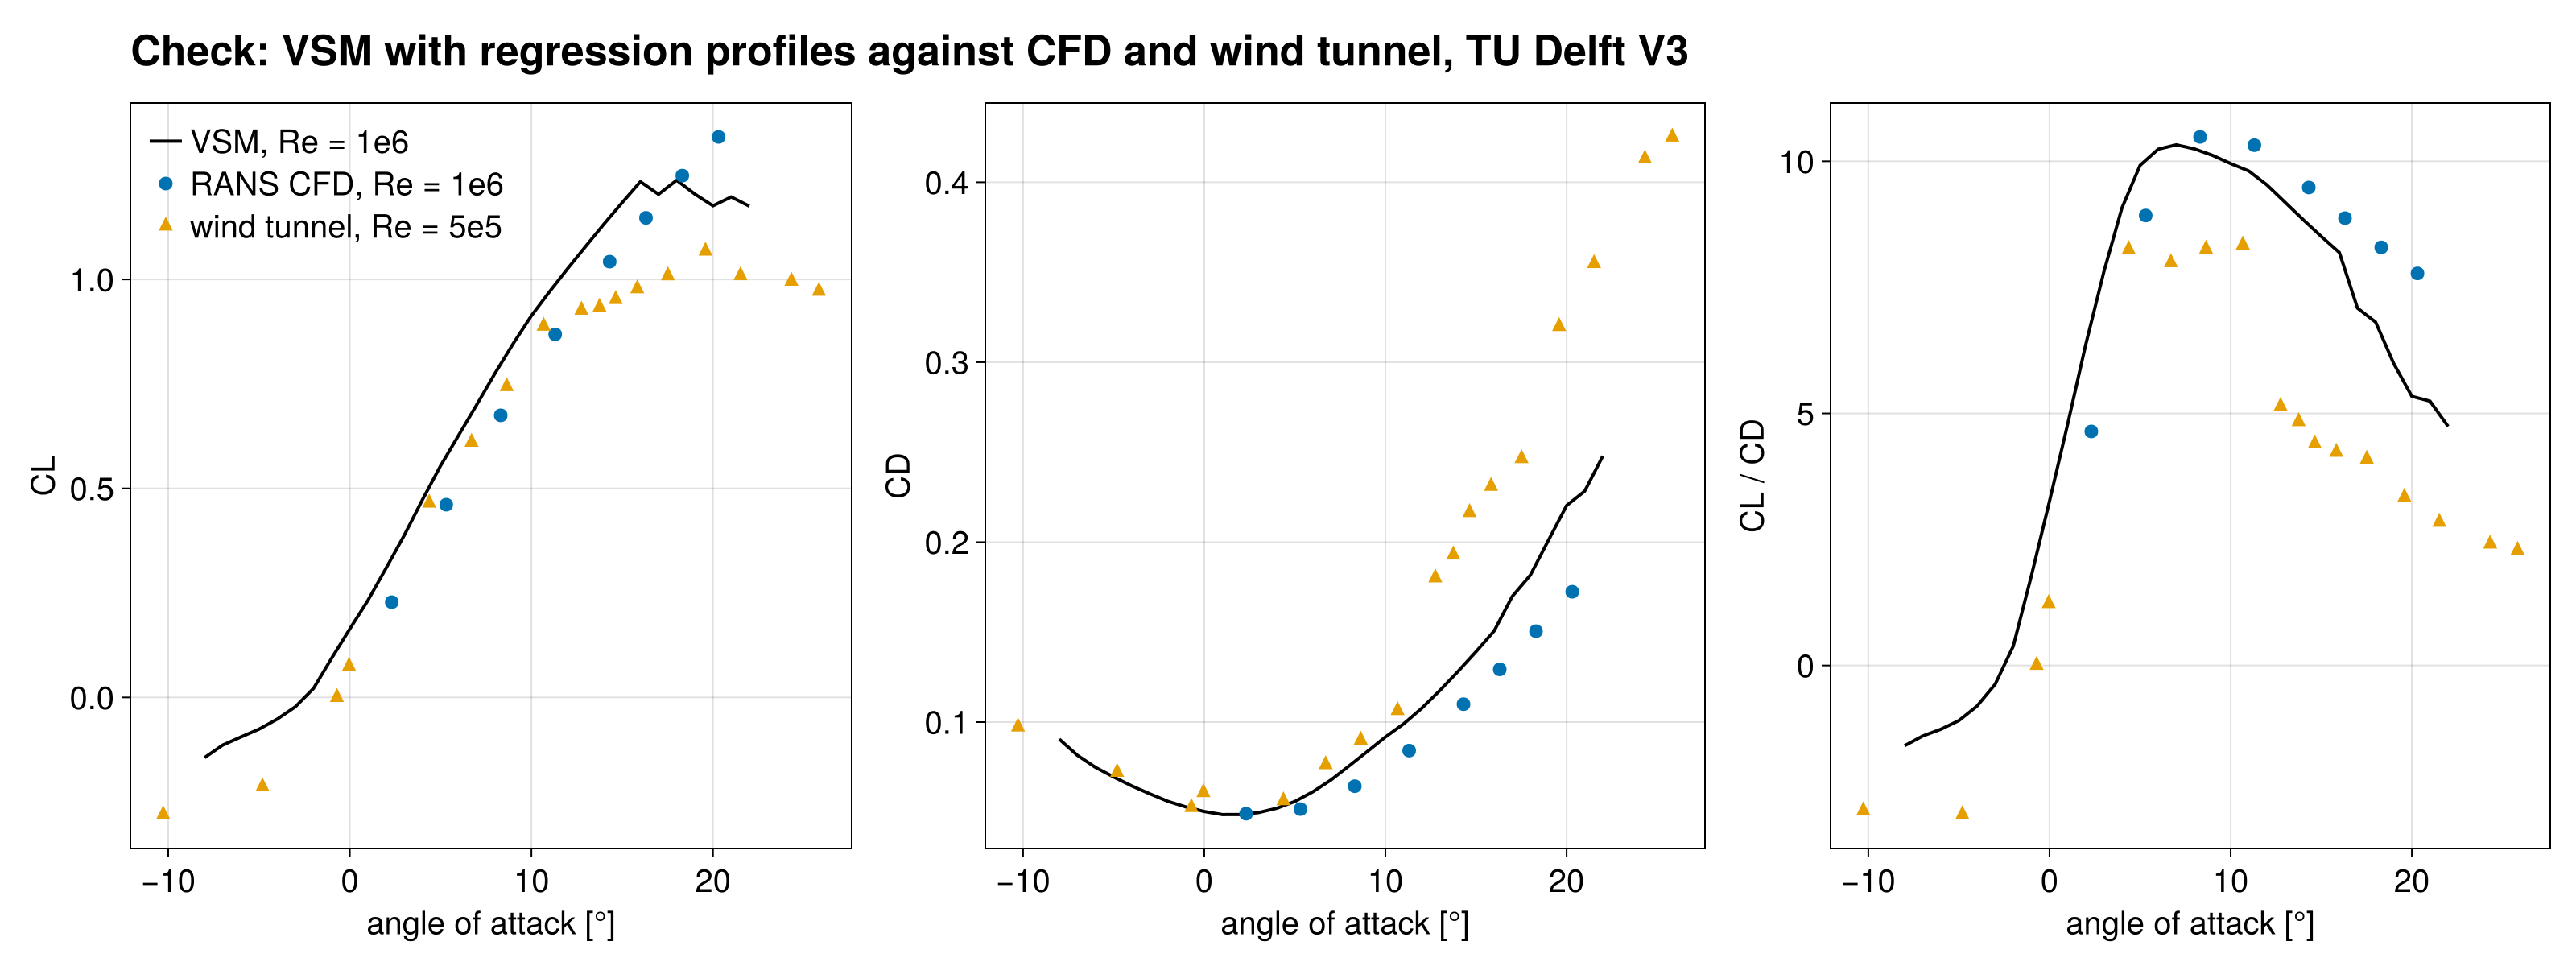 Check: VSM with regression profiles against CFD and wind tunnel, TU Delft V3
VSM, Re = 1e6
RANS CFD, Re = 1e6
wind tunnel, Re = 5e5
CL
1.0
0.5
0.0
−10 0 10 20
angle of attack [°]
CD
0.4
0.3
0.2
0.1
−10 0 10 20
angle of attack [°]
CL / CD
10
5
0
−10 0 10 20
angle of attack [°]